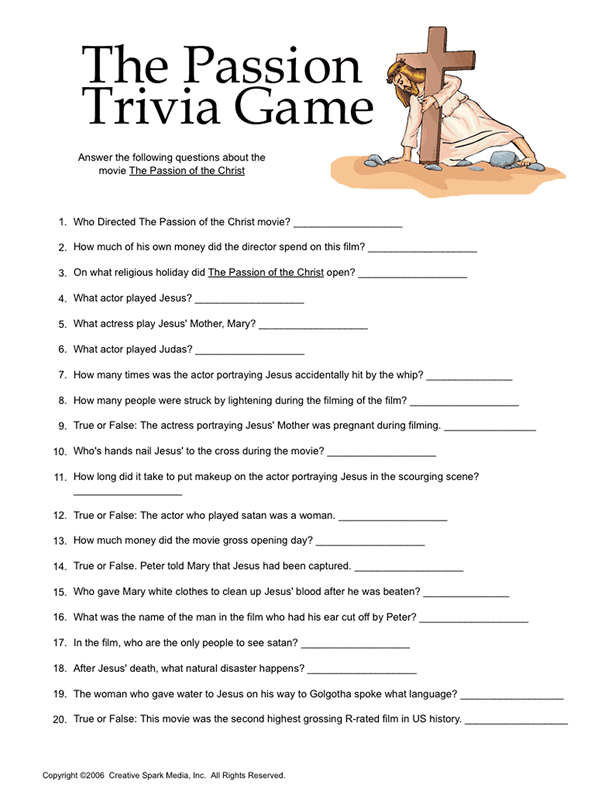 The Passion
Trivia Game
Answer the following questions about the
movie The Passion of the Christ
1. Who Directed The Passion of the Christ movie? ___________________
2. How much of his own money did the director spend on this film? ___________________
3. On what religious holiday did The Passion of the Christ open? ___________________
4. What actor played Jesus? ___________________
5. What actress play Jesus' Mother, Mary? ___________________
6. What actor played Judas? ___________________
7. How many times was the actor portraying Jesus accidentally hit by the whip? _______________
8. How many people were struck by lightening during the filming of the film? ___________________
9. True or False: The actress portraying Jesus' Mother was pregnant during filming. ________________
10. Who's hands nail Jesus' to the cross during the movie? ___________________
11. How long did it take to put makeup on the actor portraying Jesus in the scourging scene?
___________________
12. True or False: The actor who played satan was a woman. ___________________
13. How much money did the movie gross opening day? ___________________
14. True or False. Peter told Mary that Jesus had been captured. ___________________
15. Who gave Mary white clothes to clean up Jesus' blood after he was beaten? ___________________
16. What was the name of the man in the film who had his ear cut off by Peter? ___________________
17. In the film, who are the only people to see satan? ___________________
18. After Jesus' death, what natural disaster happens? ___________________
19. The woman who gave water to Jesus on his way to Golgotha spoke what language? __________________
20. True or False: This movie was the second highest grossing R-rated film in US history. __________________
Copyright ©2006 Creative Spark Media, Inc. All Rights Reserved.